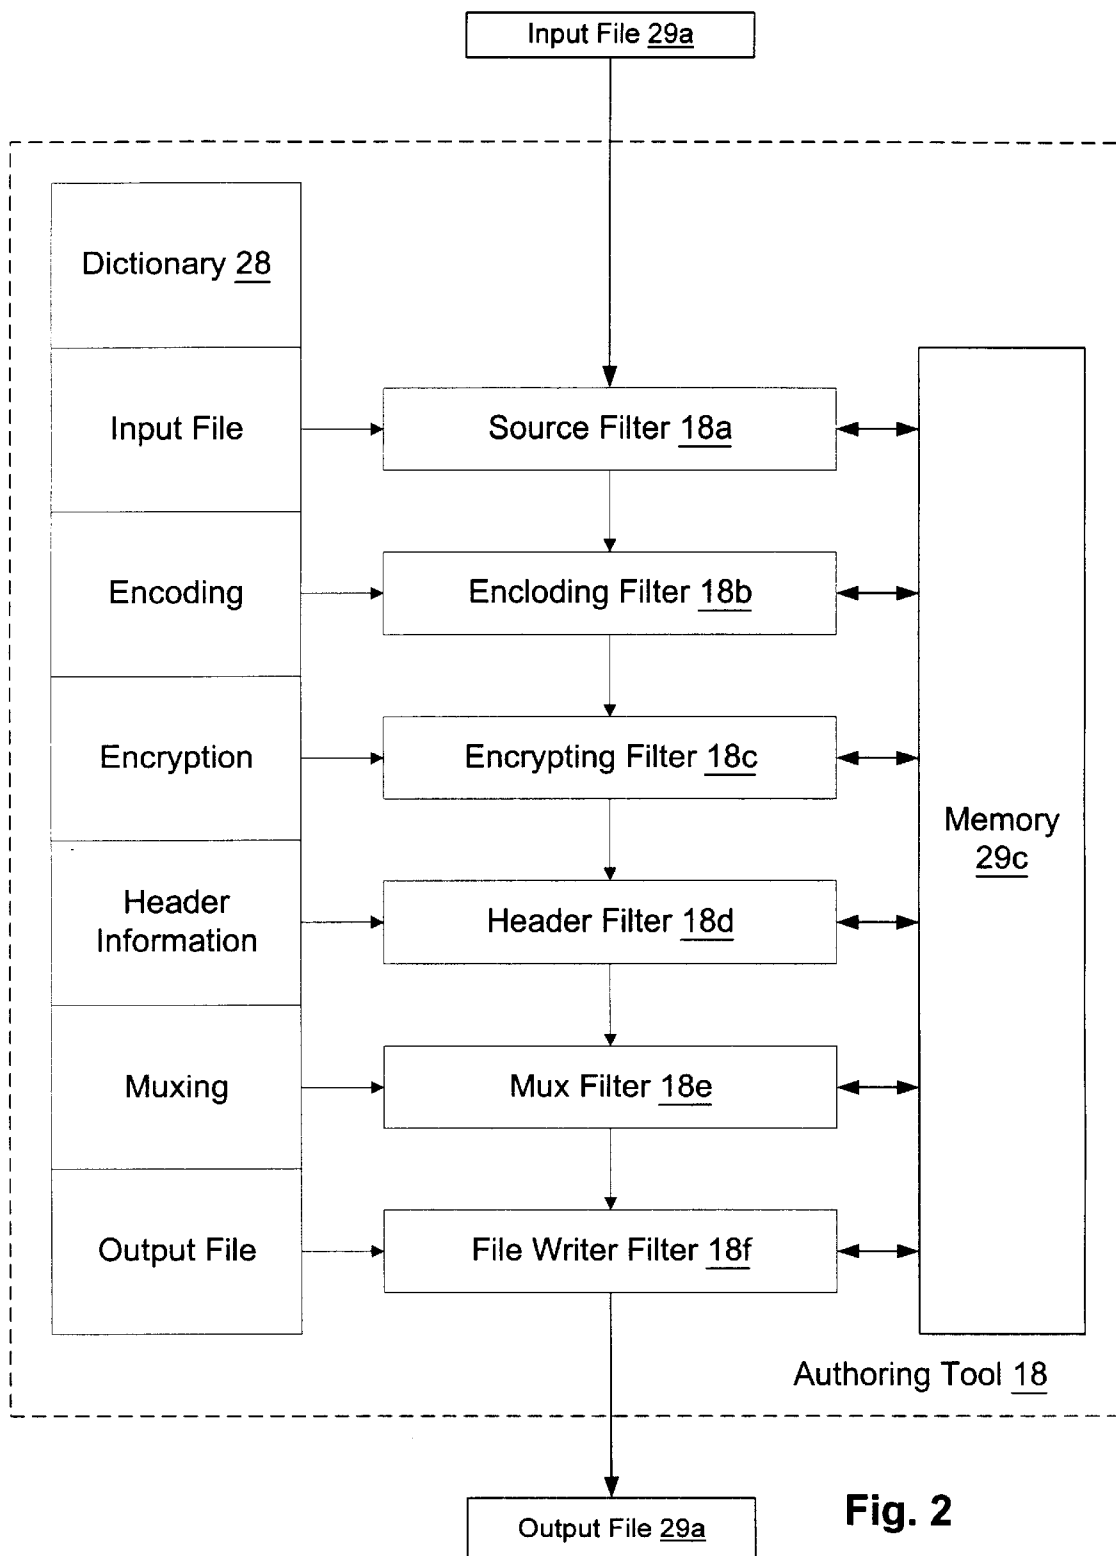 Input File 29a
Dictionary 28
Input File
Source Filter 18a
Encoding
Encloding Filter 18b
Encryption
Encrypting Filter 18c
Memory
29c
Header
Information
Header Filter 18d
Muxing
Mux Filter 18e
Output File
File Writer Filter 18f
Authoring Tool 18
Output File 29a
Fig. 2